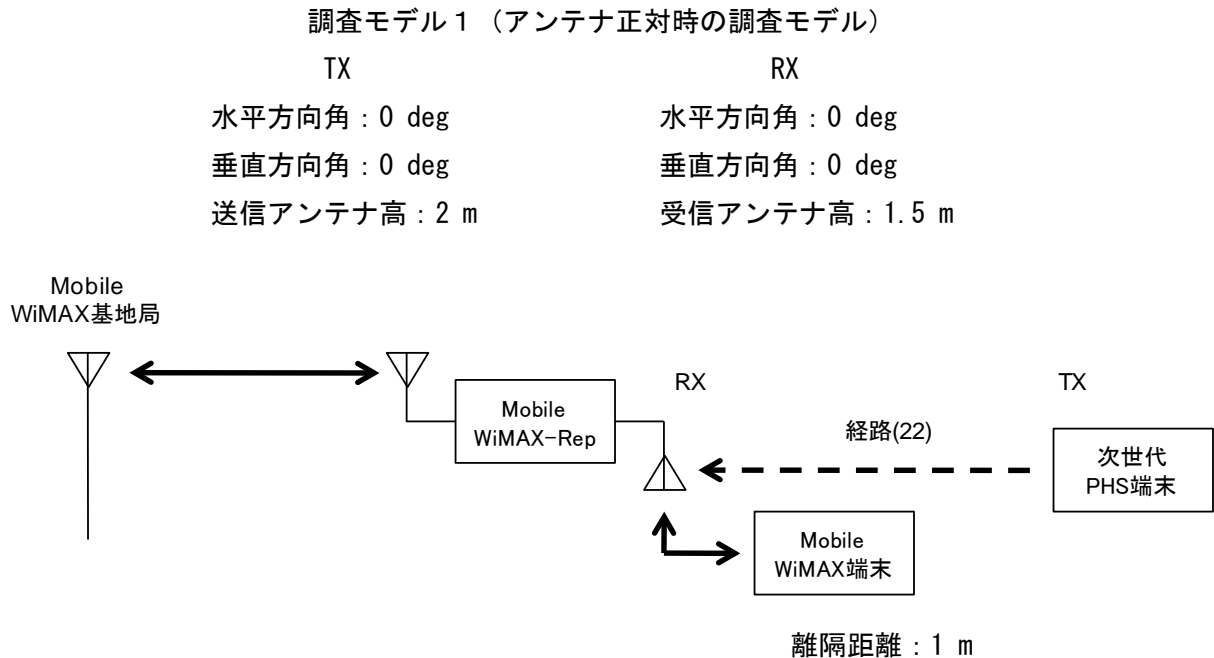 調査モデル１（アンテナ正対時の調査モデル）
TX
RX
水平方向角：0 deg
水平方向角：0 deg
垂直方向角：0 deg
垂直方向角：0 deg
送信アンテナ高：2 m
受信アンテナ高：1.5 m
Mobile
WiMAX基地局
RX
TX
Mobile
WiMAX-Rep
経路(22)
次世代
PHS端末
Mobile
WiMAX端末
離隔距離：1 m